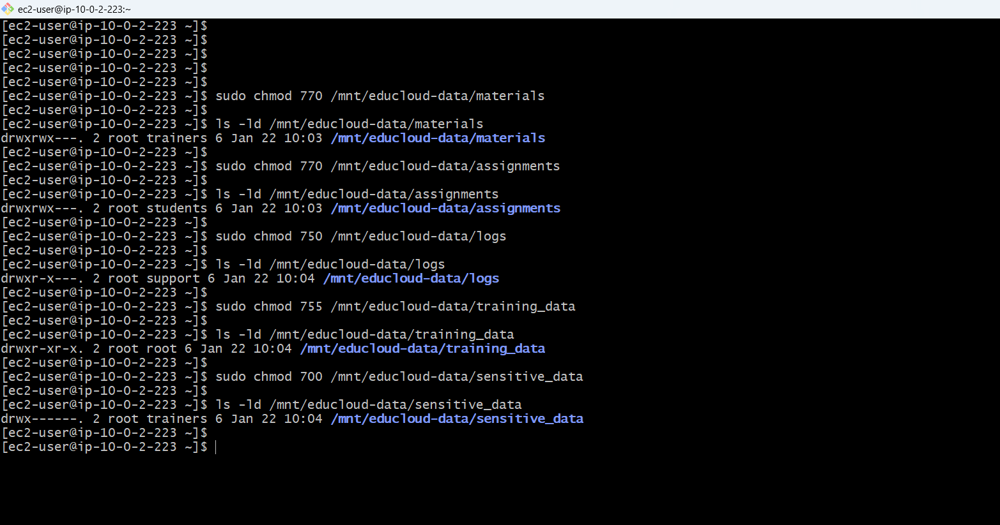 ec2-user@ip-10-0-2-223:~
[ec2-user@ip-10-0-2-223 ~]$
[ec2-user@ip-10-0-2-223 ~]$
[ec2-user@ip-10-0-2-223 ~]$
[ec2-user@ip-10-0-2-223 ~]$
[ec2-user@ip-10-0-2-223 ~]$
[ec2-user@ip-10-0-2-223 ~]$ sudo chmod 770 /mnt/educloud-data/materials
[ec2-user@ip-10-0-2-223 ~]$
[ec2-user@ip-10-0-2-223 ~]$ ls -ld /mnt/educloud-data/materials
drwxrwx---. 2 root trainers 6 Jan 22 10:03 /mnt/educloud-data/materials
[ec2-user@ip-10-0-2-223 ~]$
[ec2-user@ip-10-0-2-223 ~]$ sudo chmod 770 /mnt/educloud-data/assignments
[ec2-user@ip-10-0-2-223 ~]$
[ec2-user@ip-10-0-2-223 ~]$ ls -ld /mnt/educloud-data/assignments
drwxrwx---. 2 root students 6 Jan 22 10:03 /mnt/educloud-data/assignments
[ec2-user@ip-10-0-2-223 ~]$
[ec2-user@ip-10-0-2-223 ~]$ sudo chmod 750 /mnt/educloud-data/logs
[ec2-user@ip-10-0-2-223 ~]$
[ec2-user@ip-10-0-2-223 ~]$ ls -ld /mnt/educloud-data/logs
drwxr-x---. 2 root support 6 Jan 22 10:04 /mnt/educloud-data/logs
[ec2-user@ip-10-0-2-223 ~]$
[ec2-user@ip-10-0-2-223 ~]$ sudo chmod 755 /mnt/educloud-data/training_data
[ec2-user@ip-10-0-2-223 ~]$
[ec2-user@ip-10-0-2-223 ~]$ ls -ld /mnt/educloud-data/training_data
drwxr-xr-x. 2 root root 6 Jan 22 10:04 /mnt/educloud-data/training_data
[ec2-user@ip-10-0-2-223 ~]$
[ec2-user@ip-10-0-2-223 ~]$ sudo chmod 700 /mnt/educloud-data/sensitive_data
[ec2-user@ip-10-0-2-223 ~]$
[ec2-user@ip-10-0-2-223 ~]$ ls -ld /mnt/educloud-data/sensitive_data
drwx------. 2 root trainers 6 Jan 22 10:04 /mnt/educloud-data/sensitive_data
[ec2-user@ip-10-0-2-223 ~]$
[ec2-user@ip-10-0-2-223 ~]$